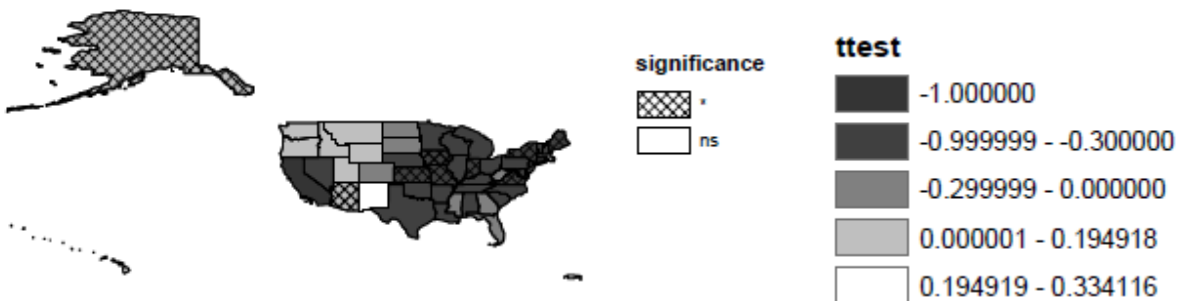 significance
*
ns
ttest
-1.000000
-0.999999 - -0.300000
-0.299999 - 0.000000
0.000001 - 0.194918
0.194919 - 0.334116